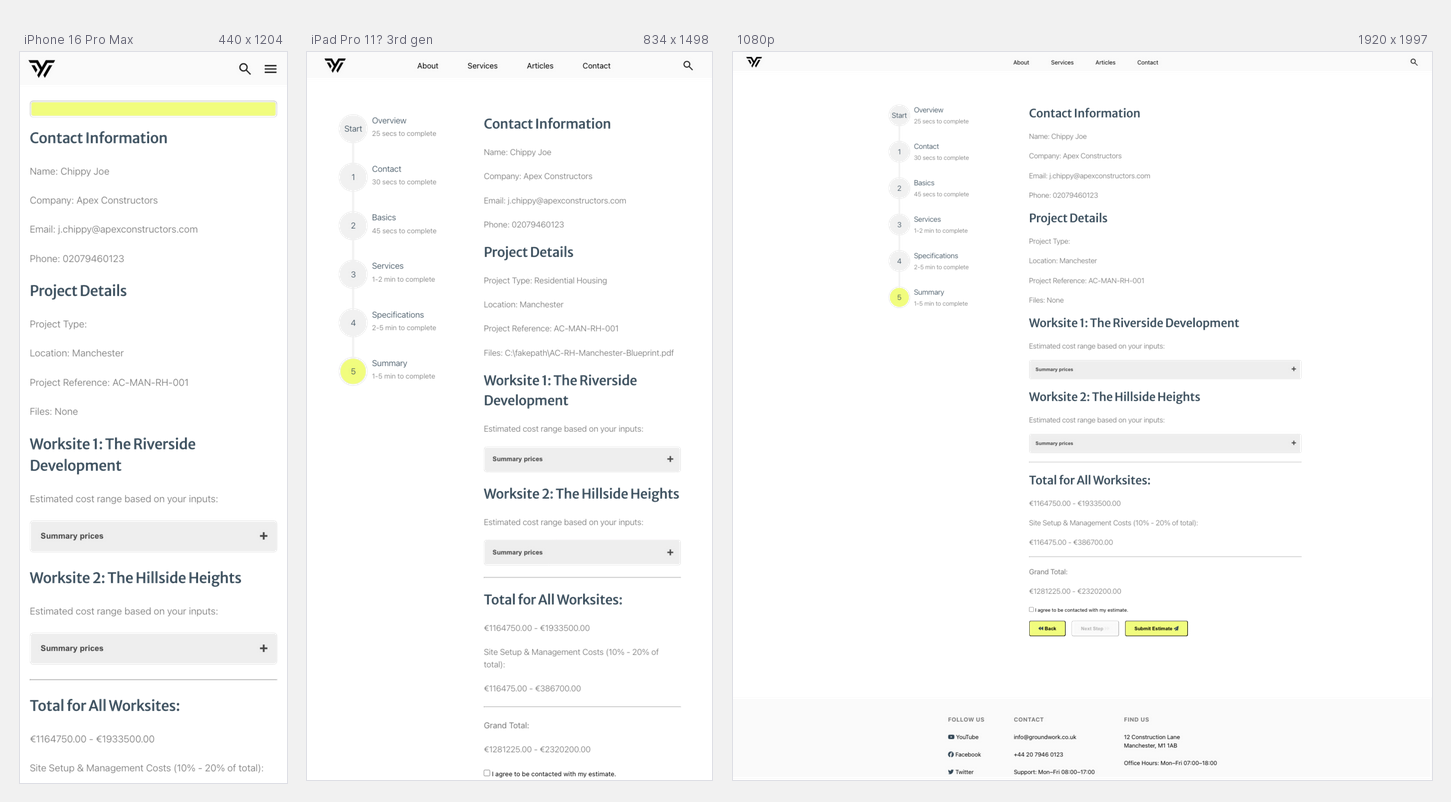 iPhone 16 Pro Max
440 x 1204
Contact Information
Name: Chippy Joe
Company: Apex Constructors
Email: j.chippy@apexconstructors.com
Phone: 02079460123
Project Details
Project Type:
Location: Manchester
Project Reference: AC-MAN-RH-001
Files: None
Worksite 1: The Riverside
Development
Estimated cost range based on your inputs:
Summary prices +
Worksite 2: The Hillside Heights
Estimated cost range based on your inputs:
Summary prices +
Total for All Worksites:
€1164750.00 - €1933500.00
Site Setup & Management Costs (10% - 20% of total):
iPad Pro 11? 3rd gen
834 x 1498
About Services Articles Contact
Start
Overview
25 secs to complete
1
Contact
30 secs to complete
2
Basics
45 secs to complete
3
Services
1-2 min to complete
4
Specifications
2-5 min to complete
5
Summary
1-5 min to complete
Contact Information
Name: Chippy Joe
Company: Apex Constructors
Email: j.chippy@apexconstructors.com
Phone: 02079460123
Project Details
Project Type: Residential Housing
Location: Manchester
Project Reference: AC-MAN-RH-001
Files: C:\fakepath\AC-RH-Manchester-Blueprint.pdf
Worksite 1: The Riverside
Development
Estimated cost range based on your inputs:
Summary prices +
Worksite 2: The Hillside Heights
Estimated cost range based on your inputs:
Summary prices +
Total for All Worksites:
€1164750.00 - €1933500.00
Site Setup & Management Costs (10% - 20% of
total):
€116475.00 - €386700.00
Grand Total:
€1281225.00 - €2320200.00
I agree to be contacted with my estimate.
1080p
1920 x 1997
About Services Articles Contact
Start
Overview
25 secs to complete
1
Contact
30 secs to complete
2
Basics
45 secs to complete
3
Services
1-2 min to complete
4
Specifications
2-5 min to complete
5
Summary
1-5 min to complete
Contact Information
Name: Chippy Joe
Company: Apex Constructors
Email: j.chippy@apexconstructors.com
Phone: 02079460123
Project Details
Project Type:
Location: Manchester
Project Reference: AC-MAN-RH-001
Files: None
Worksite 1: The Riverside Development
Estimated cost range based on your inputs:
Summary prices +
Worksite 2: The Hillside Heights
Estimated cost range based on your inputs:
Summary prices +
Total for All Worksites:
€1164750.00 - €1933500.00
Site Setup & Management Costs (10% - 20% of total):
€116475.00 - €386700.00
Grand Total:
€1281225.00 - €2320200.00
I agree to be contacted with my estimate.
Back
Next Step
Submit Estimate
FOLLOW US
YouTube
Facebook
Twitter
CONTACT
info@groundwork.co.uk
+44 20 7946 0123
Support: Mon–Fri 08:00–17:00
FIND US
12 Construction Lane
Manchester, M1 1AB
Office Hours: Mon–Fri 07:00–18:00